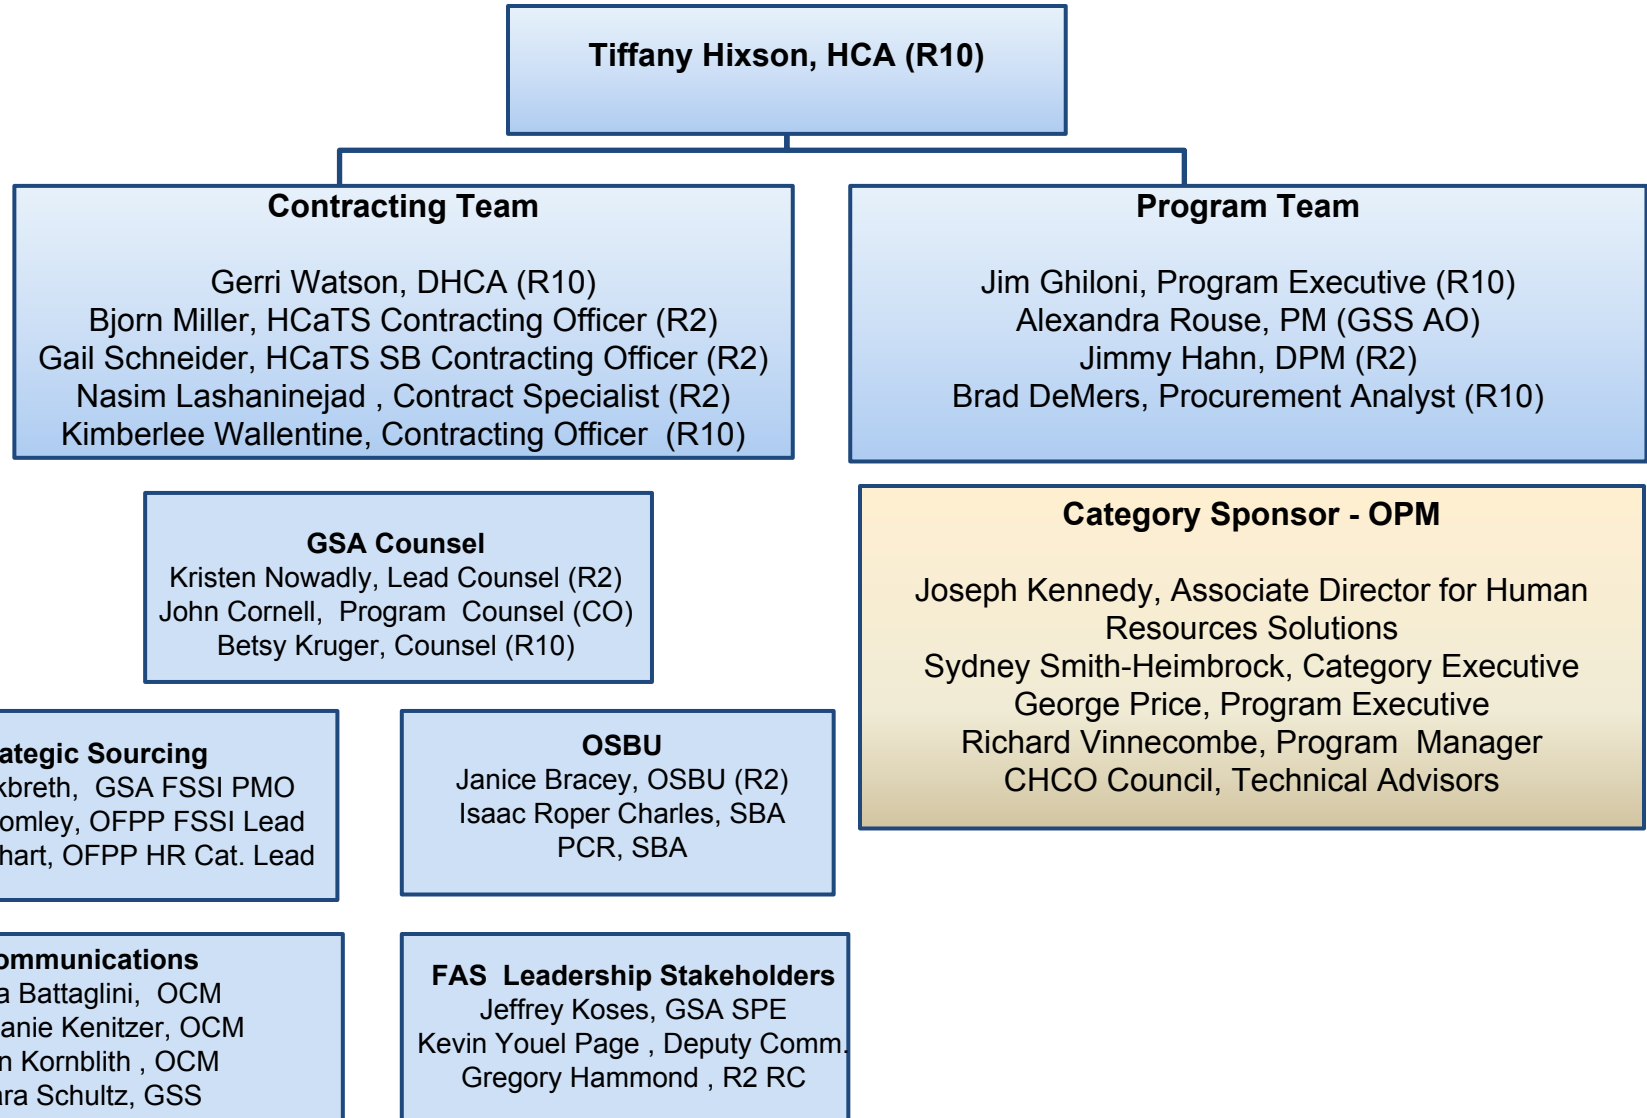 Tiffany Hixson, HCA (R10)
Contracting Team
Gerri Watson, DHCA (R10)
Bjorn Miller, HCaTS Contracting Officer (R2)
Gail Schneider, HCaTS SB Contracting Officer (R2)
Nasim Lashaninejad , Contract Specialist (R2)
Kimberlee Wallentine, Contracting Officer (R10)
Program Team
Jim Ghiloni, Program Executive (R10)
Alexandra Rouse, PM (GSS AO)
Jimmy Hahn, DPM (R2)
Brad DeMers, Procurement Analyst (R10)
GSA Counsel
Kristen Nowadly, Lead Counsel (R2)
John Cornell, Program Counsel (CO)
Betsy Kruger, Counsel (R10)
Category Sponsor - OPM
Joseph Kennedy, Associate Director for Human
Resources Solutions
Sydney Smith-Heimbrock, Category Executive
George Price, Program Executive
Richard Vinnecombe, Program Manager
CHCO Council, Technical Advisors
ategic Sourcing
kbreth, GSA FSSI PMO
omley, OFPP FSSI Lead
hart, OFPP HR Cat. Lead
OSBU
Janice Bracey, OSBU (R2)
Isaac Roper Charles, SBA
PCR, SBA
ommunications
a Battaglini, OCM
anie Kenitzer, OCM
n Kornblith , OCM
ara Schultz, GSS
FAS Leadership Stakeholders
Jeffrey Koses, GSA SPE
Kevin Youel Page , Deputy Comm.
Gregory Hammond , R2 RC